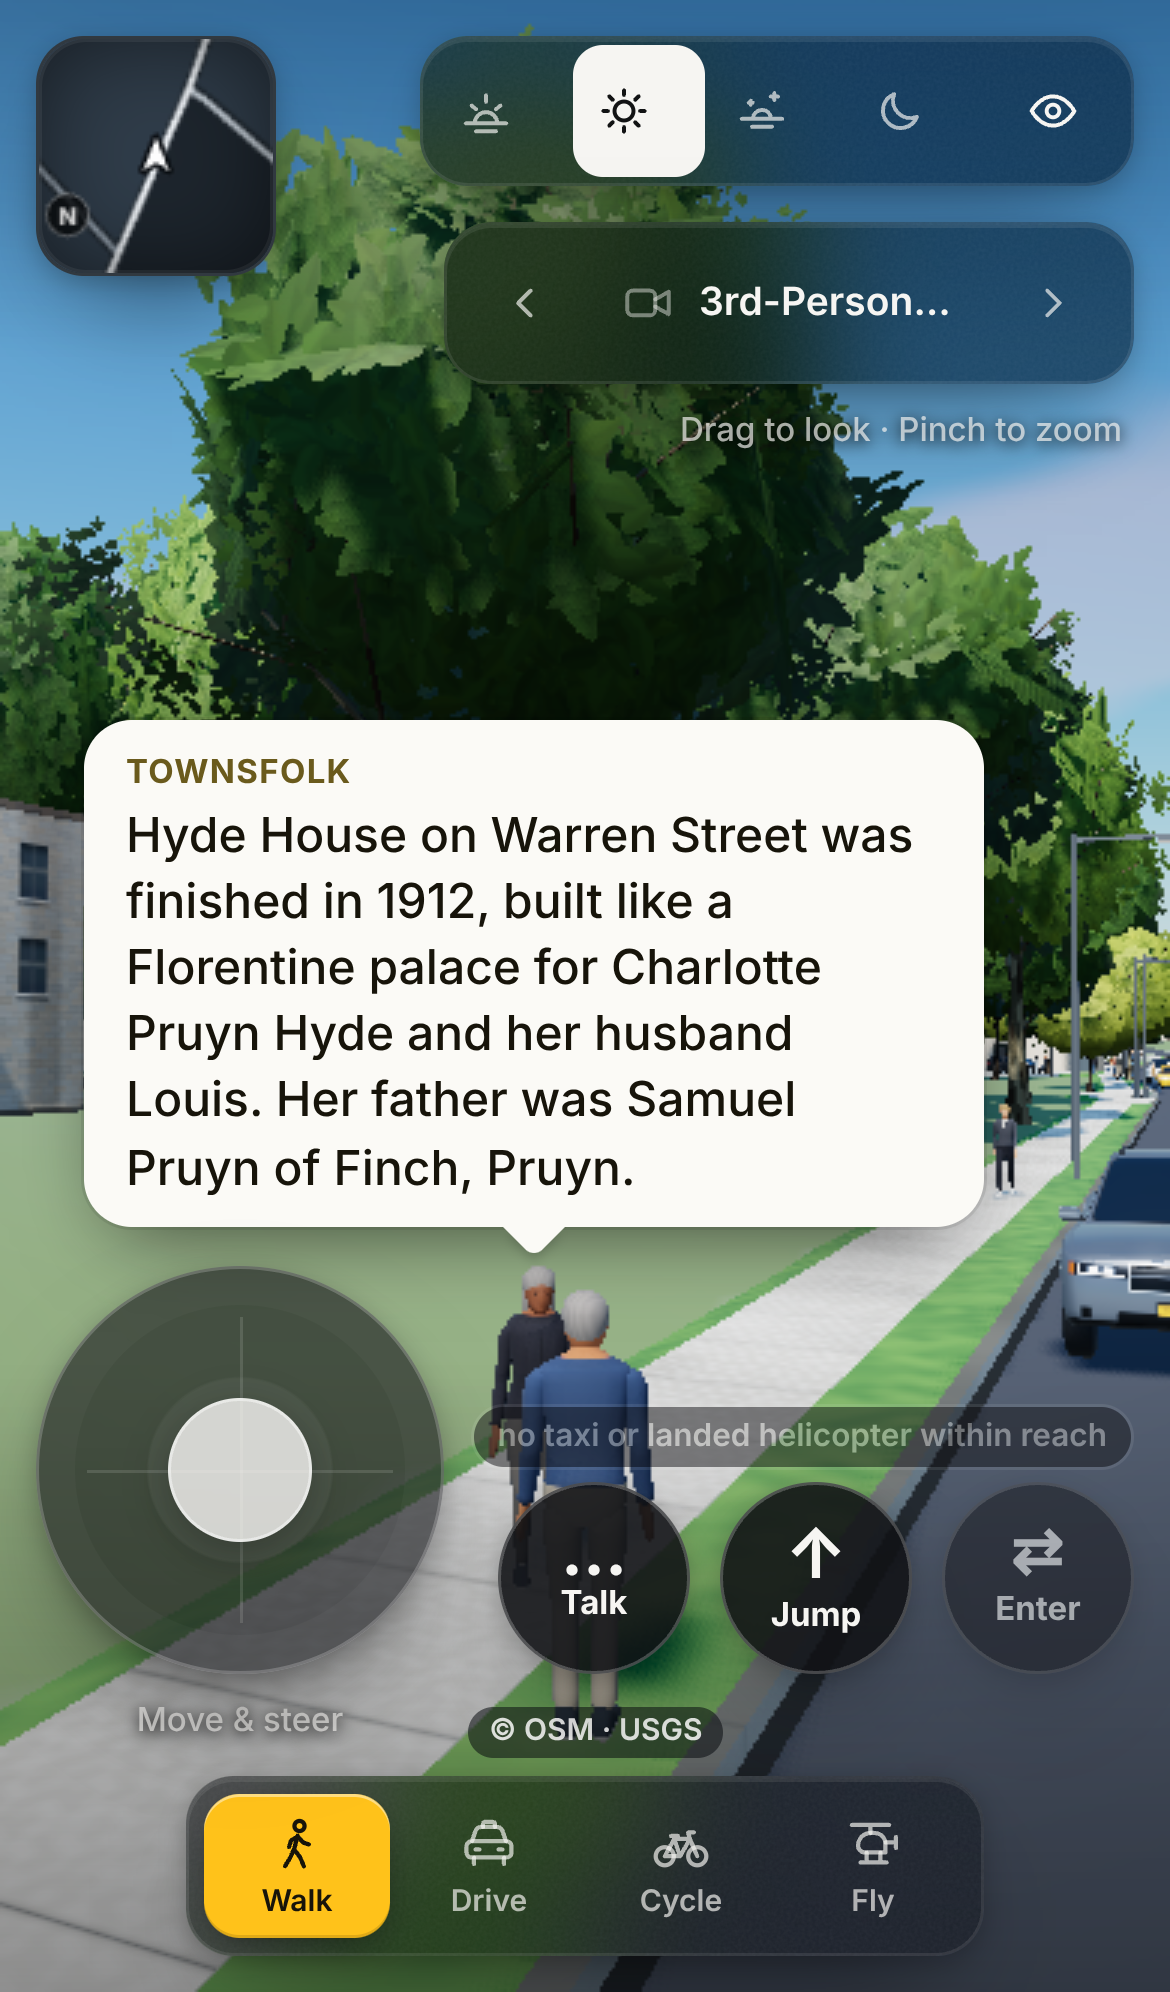 N
3rd-Person...
Drag to look · Pinch to zoom
TOWNSFOLK
Hyde House on Warren Street was
finished in 1912, built like a
Florentine palace for Charlotte
Pruyn Hyde and her husband
Louis. Her father was Samuel
Pruyn of Finch, Pruyn.
no taxi or landed helicopter within reach
... Talk
Jump
Enter
Move & steer
© OSM · USGS
Walk
Drive
Cycle
Fly